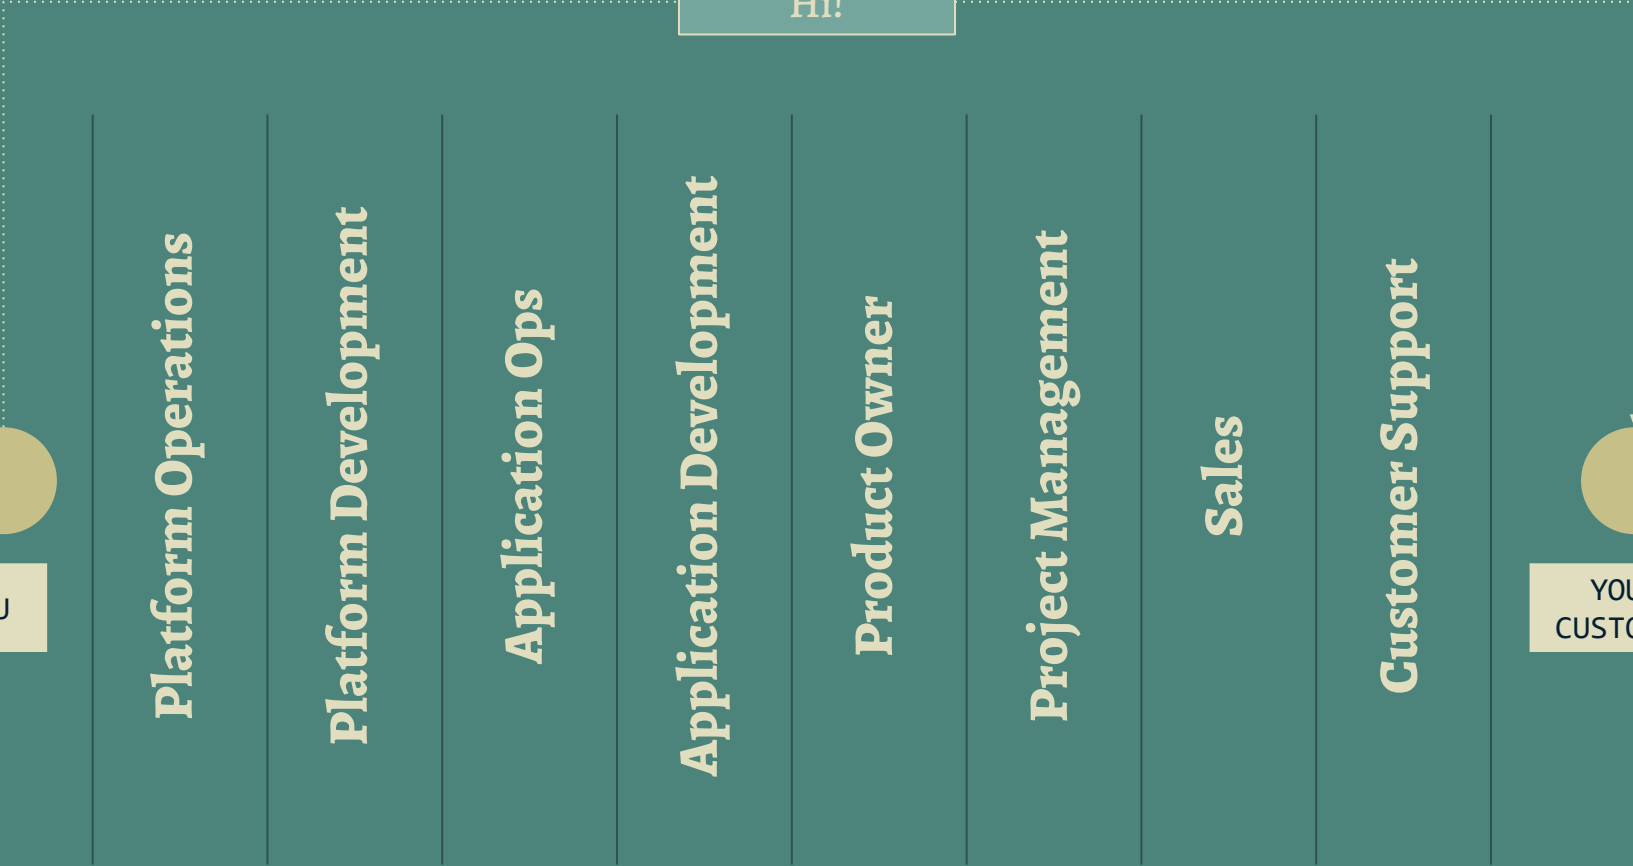 Hi!
Platform Operations
Platform Development
Application Ops
Application Development
Product Owner
Project Management
Sales
Customer Support